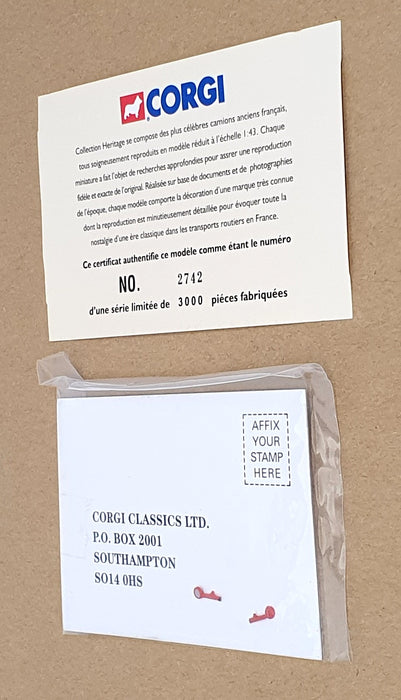 CORGI
Collection Heritage se compose des plus célèbres camions anciens français,
tous soigneusement reproduits en modèle réduit à l'échelle 1:43. Chaque
miniature a fait l'objet de recherches approfondies pour assrer une reproduction
fidèle et exacte de l'original. Réalisée sur base de documents et de photographies
de l'époque, chaque modèle comporte la décoration d'une marque très connue
dont la reproduction est minutieusement détaillée pour évoquer toute la
nostalgie d'une ère classique dans les transports routiers en France.
Ce certificat authentifie ce modèle comme étant le numéro
NO. 2742
d'une série limitée de 3000 pièces fabriquées
AFFIX
YOUR
STAMP
HERE
CORGI CLASSICS LTD.
P.O. BOX 2001
SOUTHAMPTON
SO14 0HS